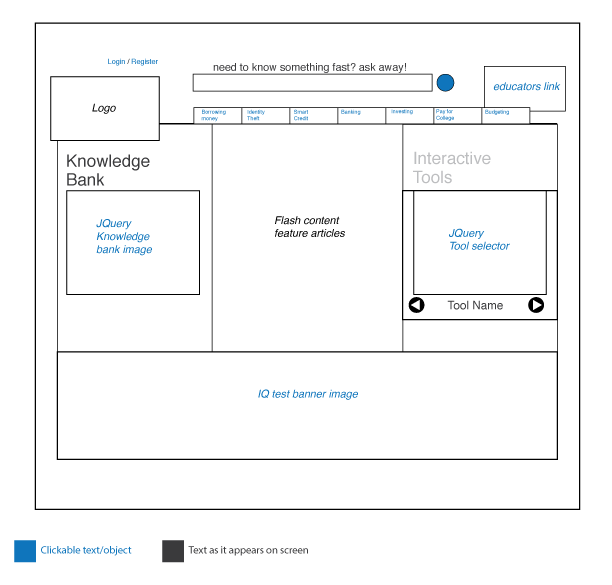 Login / Register
need to know something fast? ask away!
Logo
educators link
Borrowing
money
Identity
Theft
Smart
Credit
Banking
Investing
Pay for
College
Budgeting
Knowledge
Bank
JQuery
Knowledge
bank image
Flash content
feature articles
Interactive
Tools
JQuery
Tool selector
Tool Name
IQ test banner image
Clickable text/object
Text as it appears on screen